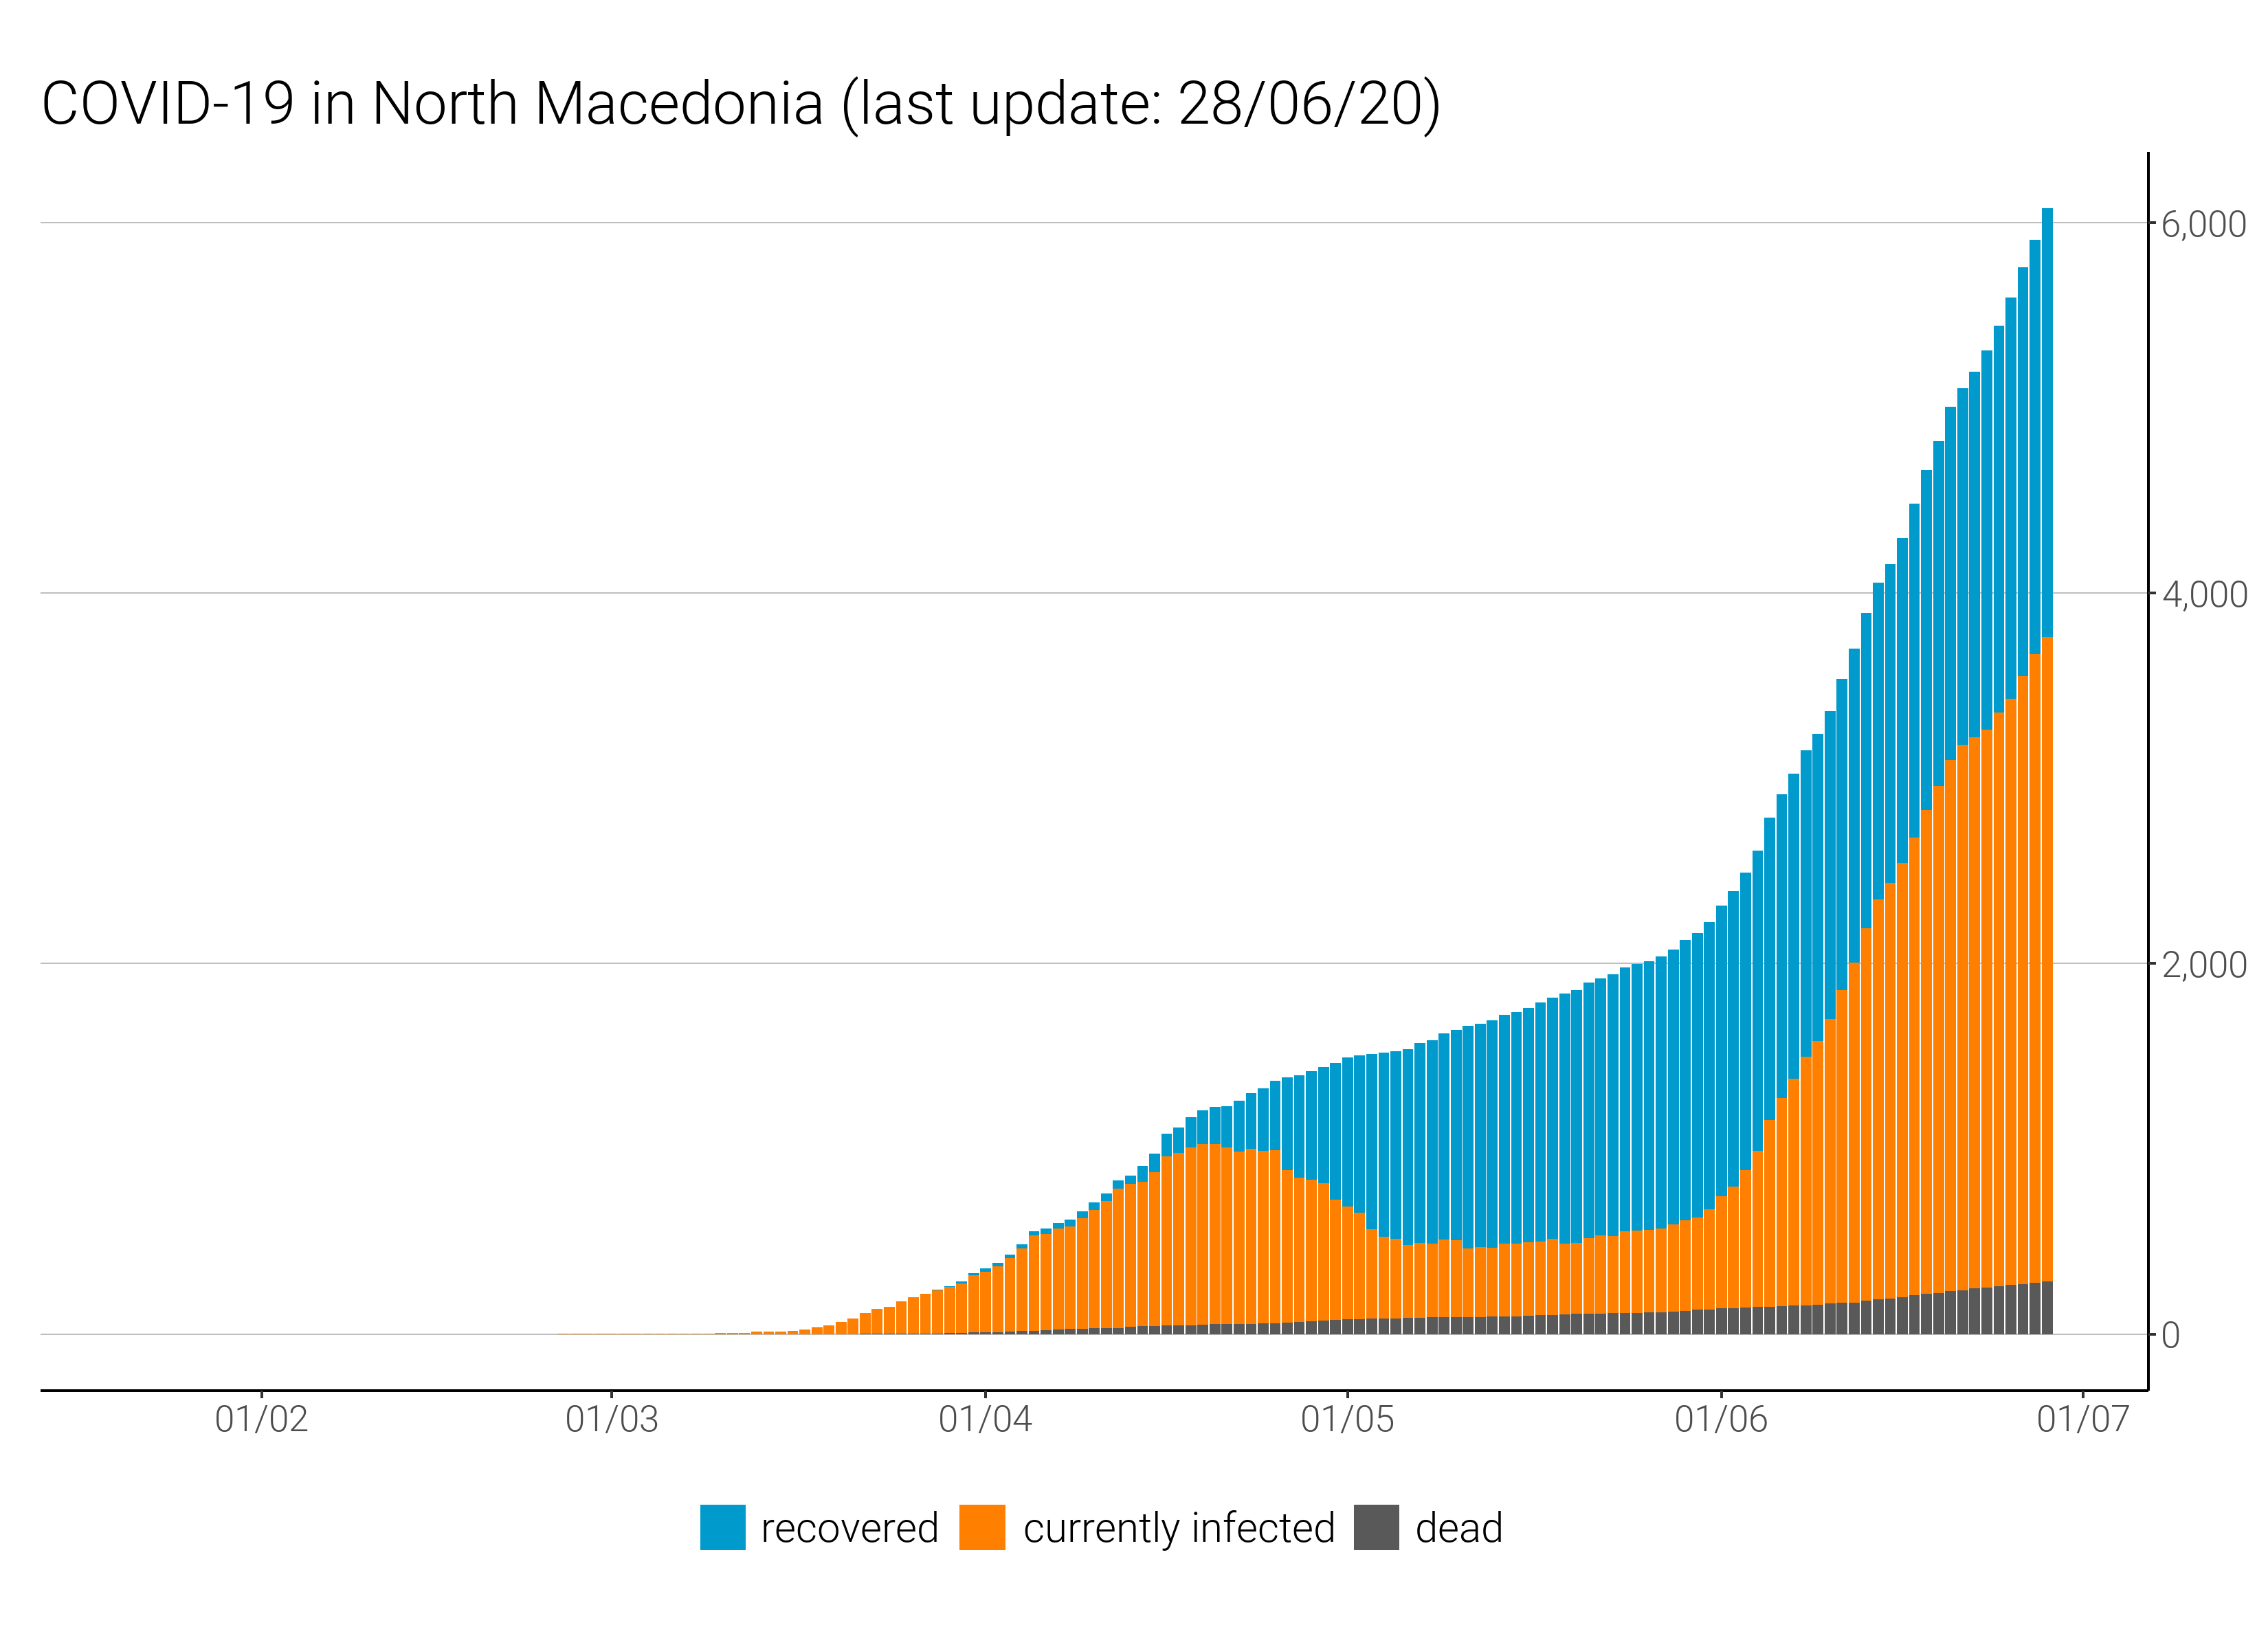 COVID-19 in North Macedonia (last update: 28/06/20)
6,000
4,000
2,000
0
01/02 01/03 01/04 01/05 01/06 01/07
recovered currently infected dead